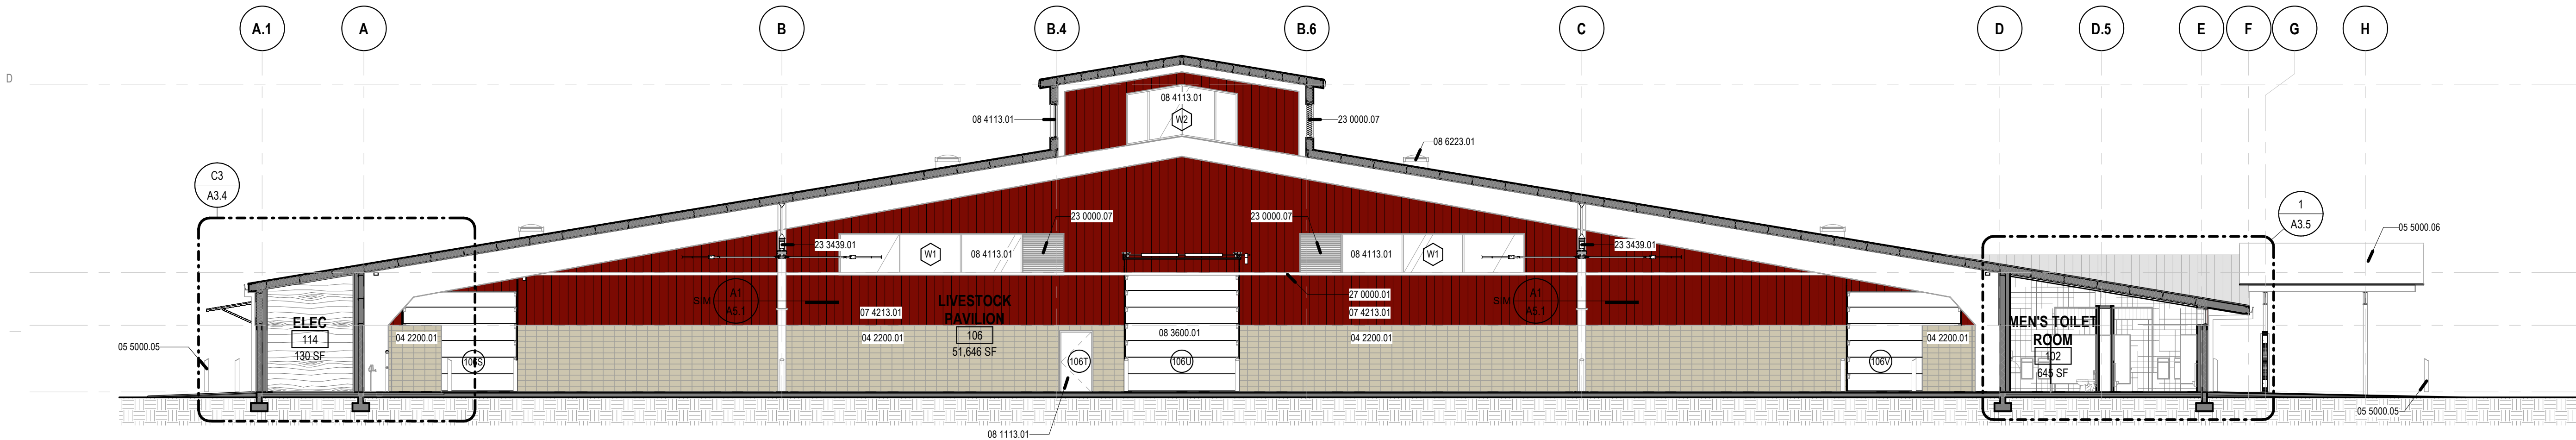 A.1 A B B.4 B.6 C D D.5 E F G H
D
08 4113.01
08 4113.01
W2
23 0000.07
08 6223.01
C3
A3.4
1
A3.5
23 0000.07
23 0000.07
05 5000.06
23 3439.01
W1
08 4113.01
08 4113.01
W1
23 3439.01
A1
SIM
A5.1
LIVESTOCK
PAVILION
106
51,646 SF
27 0000.01
A1
SIM
A5.1
07 4213.01
07 4213.01
ELEC
114
130 SF
MEN'S TOILET
ROOM
102
645 SF
05 5000.05
04 2200.01
04 2200.01
08 3600.01
04 2200.01
04 2200.01
106S
106T
106U
106V
05 5000.05
08 1113.01